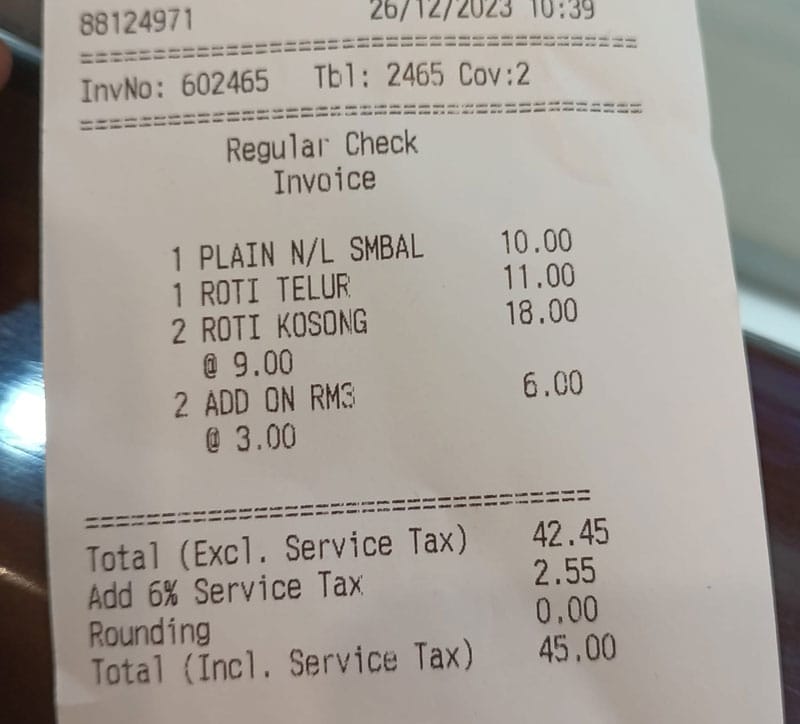 88124971 26/12/2023 10:39
================================================
InvNo: 602465 Tbl: 2465 Cov:2
================================================
Regular Check
Invoice
1 PLAIN N/L SMBAL 10.00
1 ROTI TELUR 11.00
2 ROTI KOSONG 18.00
@ 9.00
2 ADD ON RM3 6.00
@ 3.00
================================================
Total (Excl. Service Tax) 42.45
Add 6% Service Tax 2.55
Rounding 0.00
Total (Incl. Service Tax) 45.00